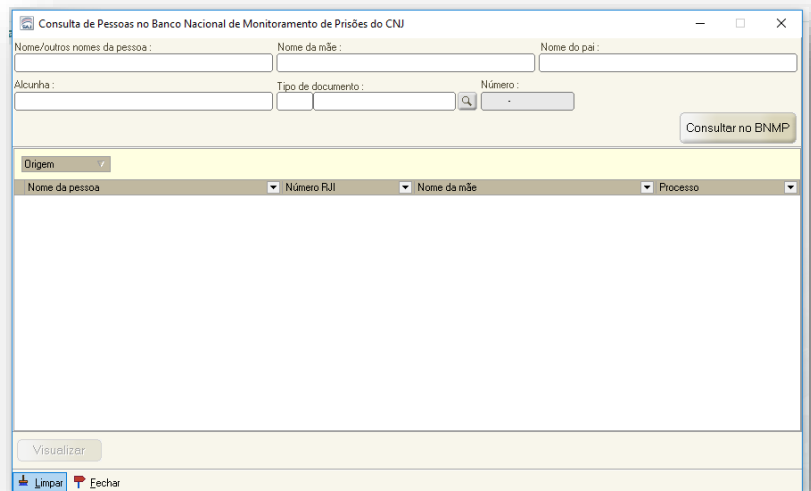 Consulta de Pessoas no Banco Nacional de Monitoramento de Prisões do CNJ
Nome/outros nomes da pessoa : Nome da mãe : Nome do pai :
Alcunha : Tipo de documento : Número :
-
Consultar no BNMP
Origem
Nome da pessoa Número RJI Nome da mãe Processo
Visualizar
Limpar Fechar